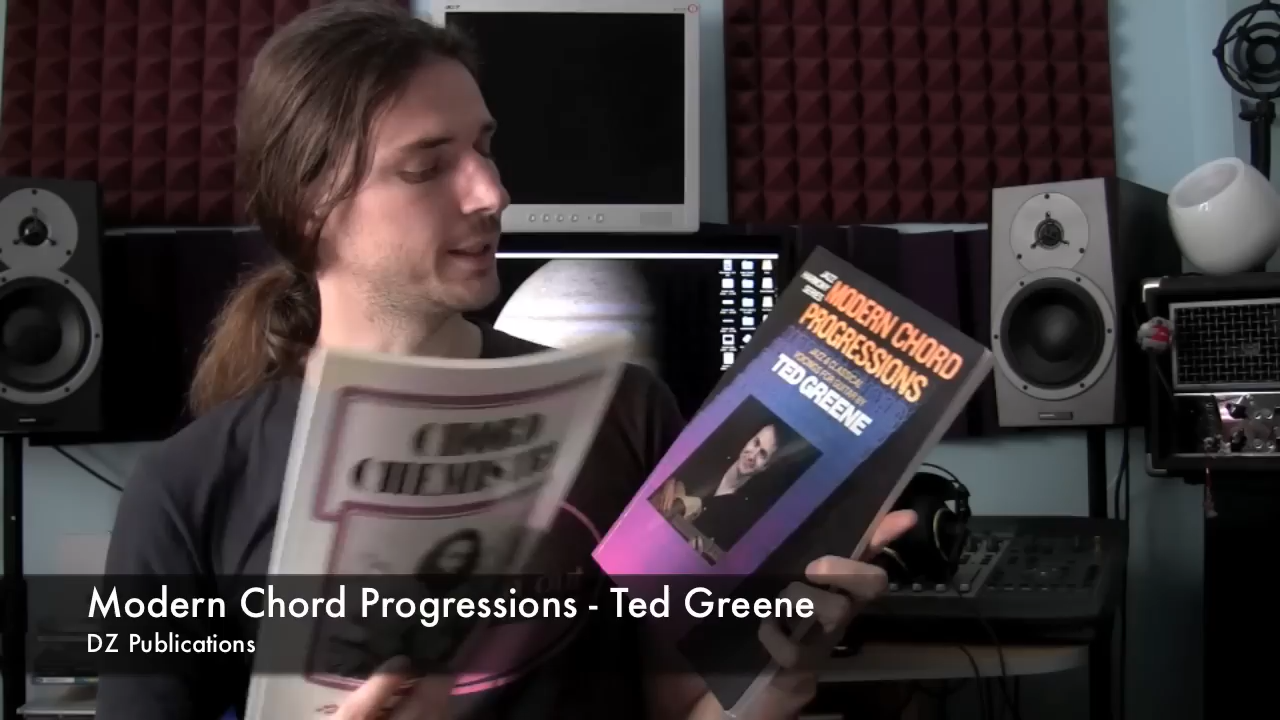 acer
JAZZ
HARMONY
SERIES
MODERN CHORD
PROGRESSIONS
JAZZ & CLASSICAL
VOICINGS FOR GUITAR BY
TED GREENE
CHORD
CHEMISTRY
Modern Chord Progressions - Ted Greene
DZ Publications